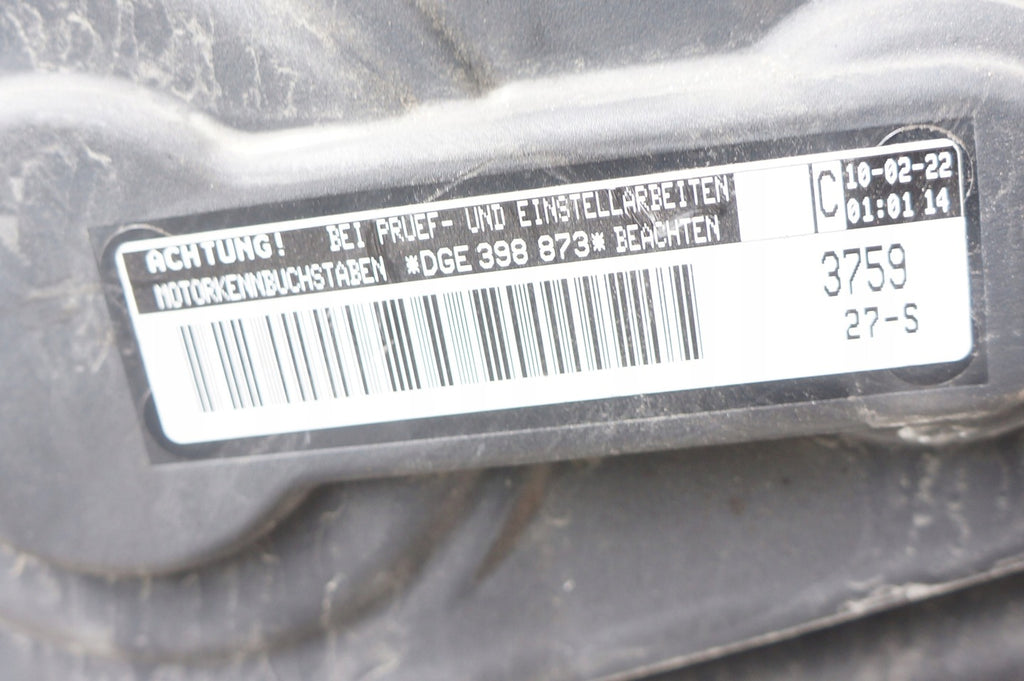 ACHTUNG! BEI PRUEF- UND EINSTELLARBEITEN
MOTORKENNBUCHSTABEN *DGE 398 873* BEACHTEN
C
10-02-22
01:01 14
3759
27-S